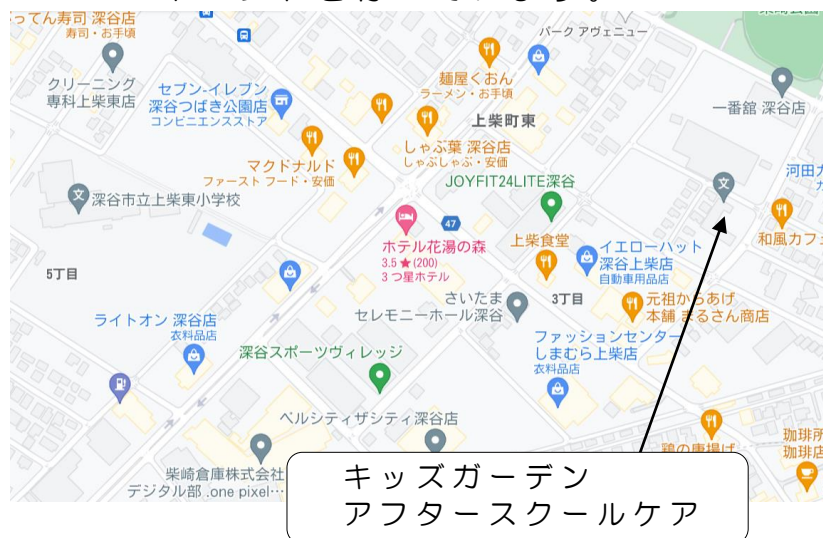 ってん寿司 深谷店
寿司・お手頃
クリーニング
専科上柴東店
セブン-イレブン
深谷つばき公園店
コンビニエンスストア
パーク アヴェニュー
麺屋くおん
ラーメン・お手頃
上柴町東
一番舘 深谷店
しゃぶ葉 深谷店
しゃぶしゃぶ・安価
マクドナルド
ファースト フード・安価
JOYFIT24LITE深谷
深谷市立上柴東小学校
47
ホテル花湯の森
3.5★(200)
3つ星ホテル
上柴食堂
イエローハット
深谷上柴店
自動車用品店
和風カフェ
5丁目
さいたま
セレモニーホール深谷
3丁目
元祖からあげ
本舗 まるさん商店
ライトオン 深谷店
衣料品店
深谷スポーツヴィレッジ
ファッションセンター
しまむら上柴店
衣料品店
ベルシティザシティ深谷店
鶏の唐揚げ
珈琲所
珈琲店
柴崎倉庫株式会社
デジタル部 .one pixel…
キッズガーデン
アフタースクールケア